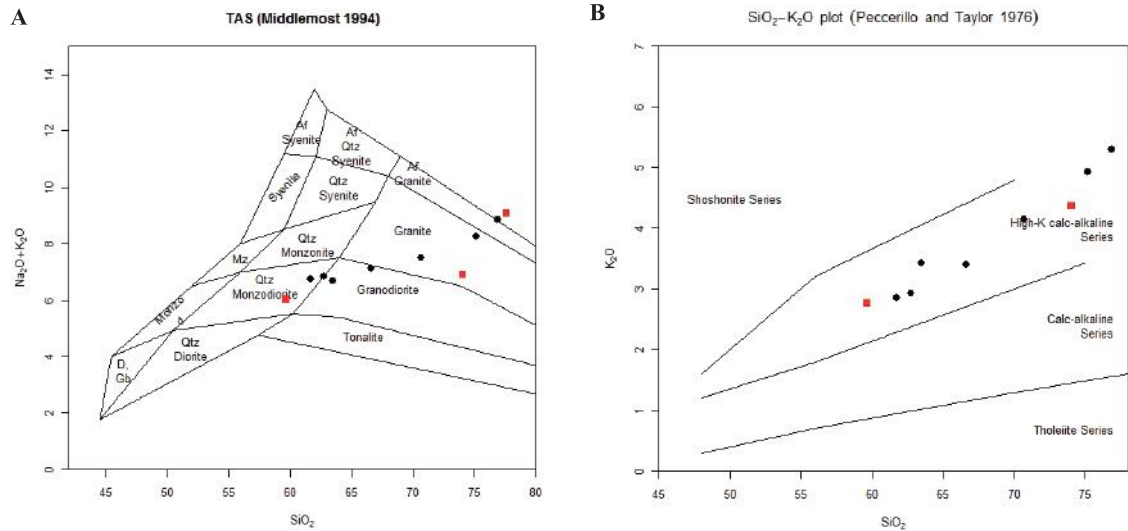 A
TAS (Middlemost 1994)
Na₂O+K₂O
14
12
10
8
6
4
2
0
Af
Syenite
Af
Qtz
Syenite
Af
Granite
Syenite
Qtz
Syenite
Granite
Mz
Qtz
Monzonite
Monzo
d
Qtz
Monzodiorite
Granodiorite
D,
Gb
Qtz
Diorite
Tonalite
45 50 55 60 65 70 75 80
SiO₂
B
SiO₂–K₂O plot (Peccerillo and Taylor 1976)
K₂O
7
6
5
4
3
2
1
0
Shoshonite Series
High-K calc-alkaline
Series
Calc-alkaline
Series
Tholeiite Series
45 50 55 60 65 70 75
SiO₂